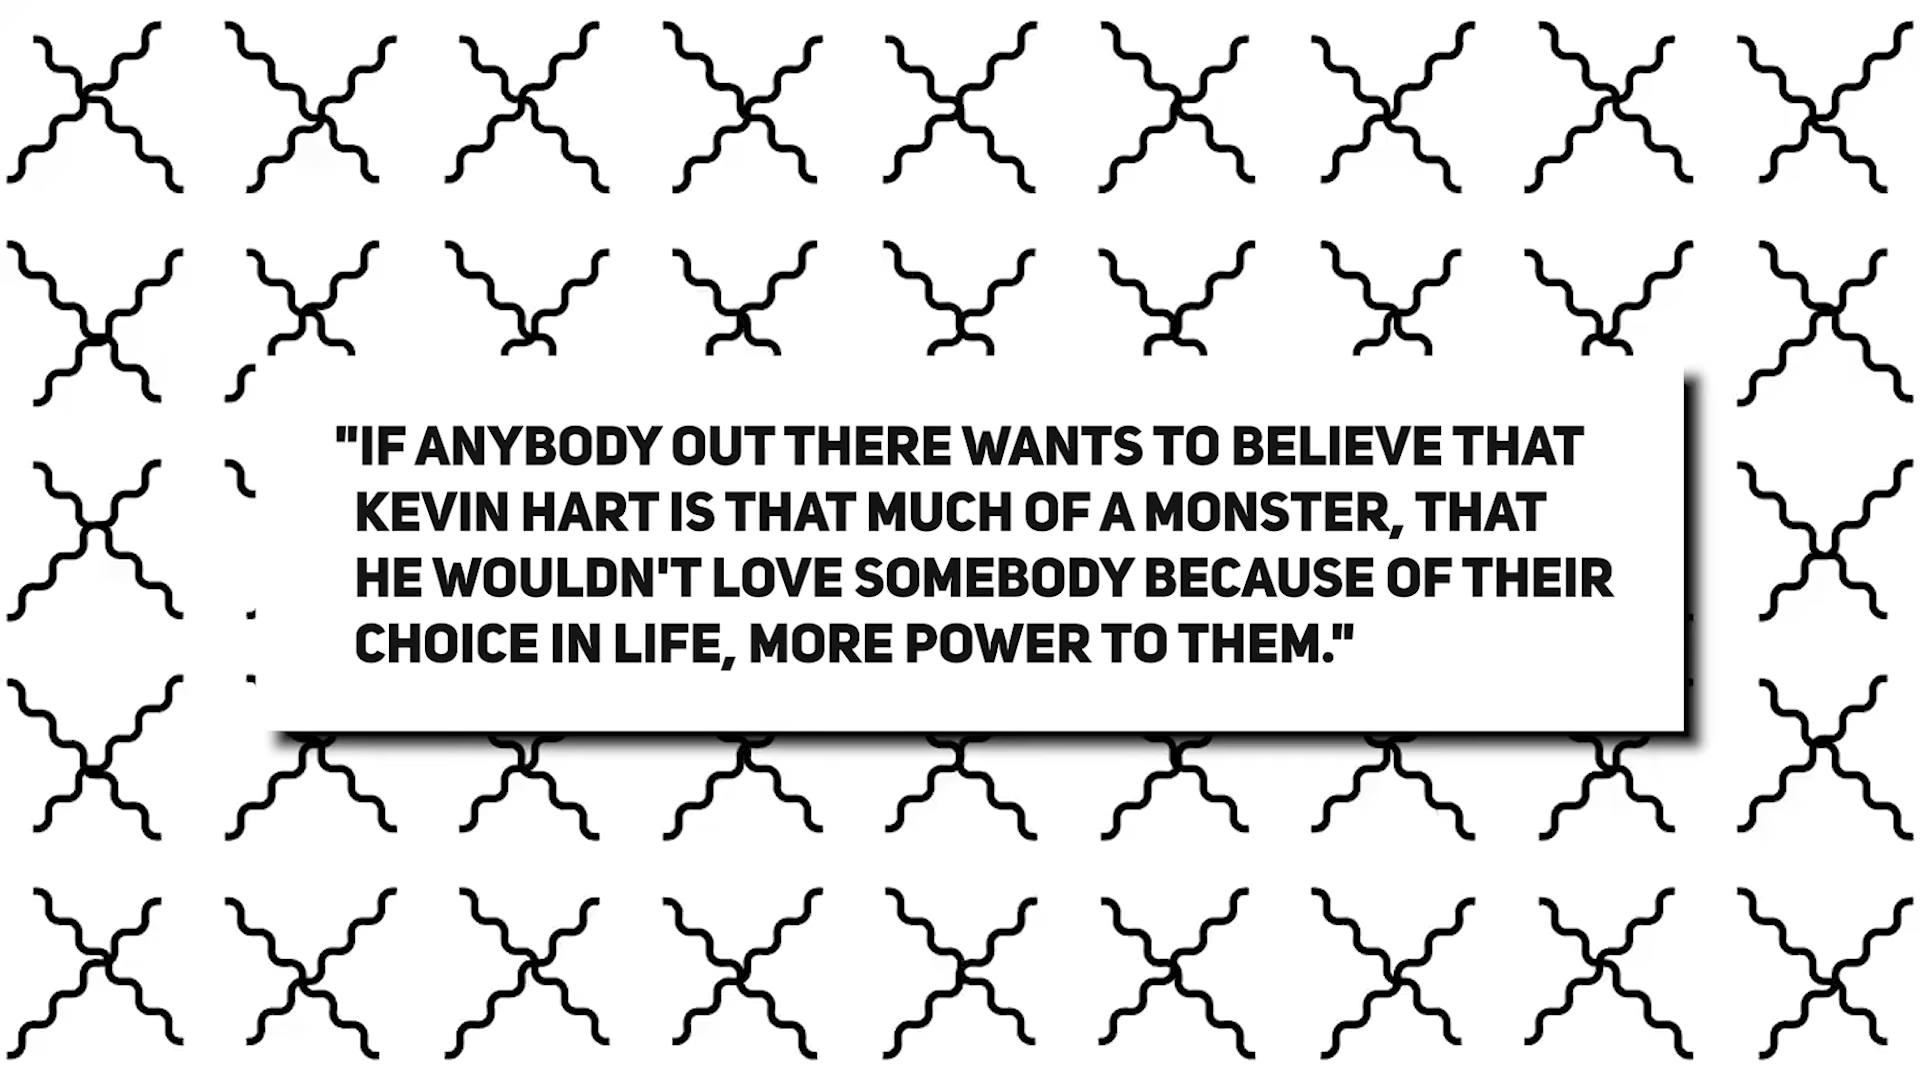 "IF ANYBODY OUT THERE WANTS TO BELIEVE THAT
KEVIN HART IS THAT MUCH OF A MONSTER, THAT
HE WOULDN'T LOVE SOMEBODY BECAUSE OF THEIR
CHOICE IN LIFE, MORE POWER TO THEM."